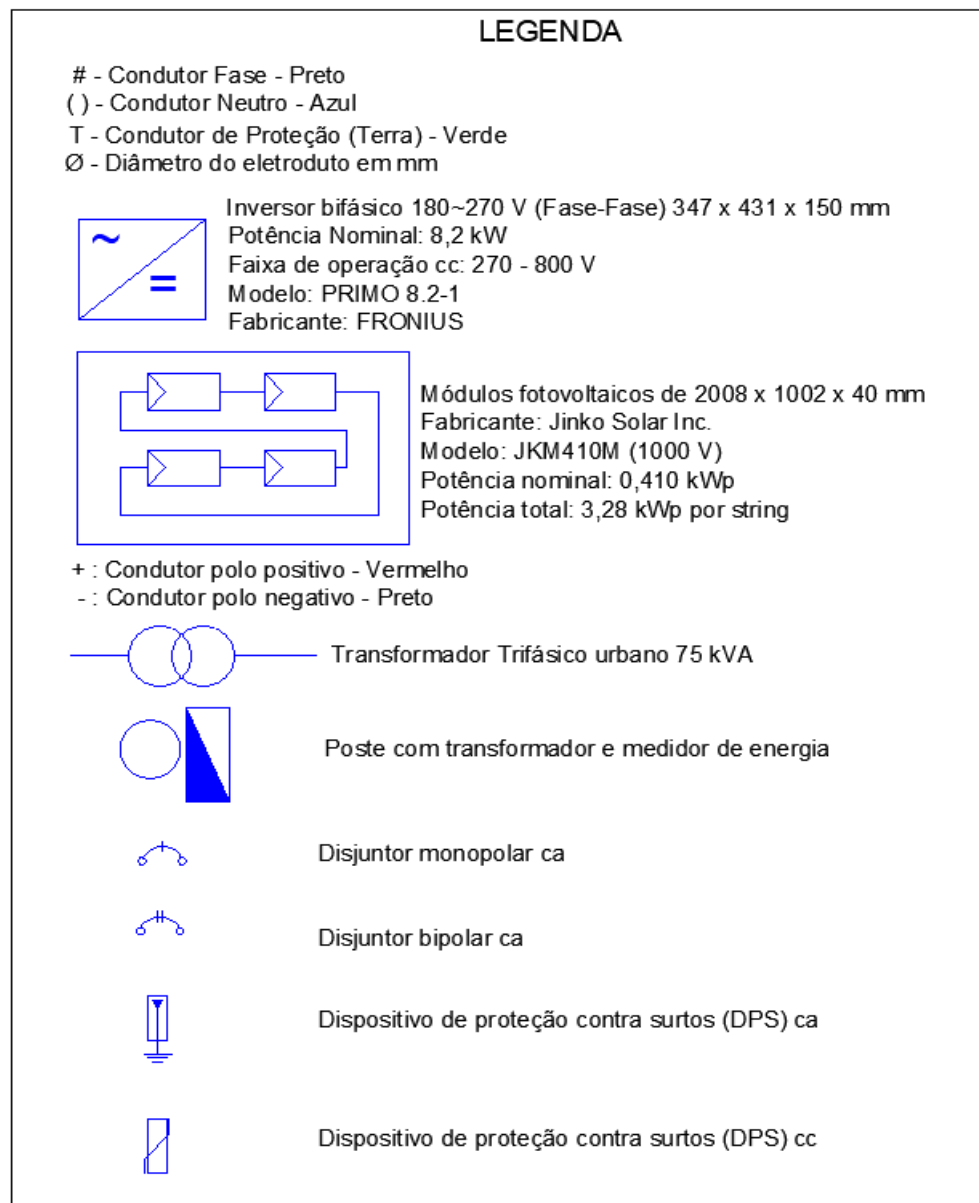 LEGENDA
# - Condutor Fase - Preto
( ) - Condutor Neutro - Azul
T - Condutor de Proteção (Terra) - Verde
Ø - Diâmetro do eletroduto em mm
Inversor bifásico 180~270 V (Fase-Fase) 347 x 431 x 150 mm
Potência Nominal: 8,2 kW
Faixa de operação cc: 270 - 800 V
Modelo: PRIMO 8.2-1
Fabricante: FRONIUS
~
=
Módulos fotovoltaicos de 2008 x 1002 x 40 mm
Fabricante: Jinko Solar Inc.
Modelo: JKM410M (1000 V)
Potência nominal: 0,410 kWp
Potência total: 3,28 kWp por string
+ : Condutor polo positivo - Vermelho
- : Condutor polo negativo - Preto
Transformador Trifásico urbano 75 kVA
Poste com transformador e medidor de energia
Disjuntor monopolar ca
Disjuntor bipolar ca
Dispositivo de proteção contra surtos (DPS) ca
Dispositivo de proteção contra surtos (DPS) cc